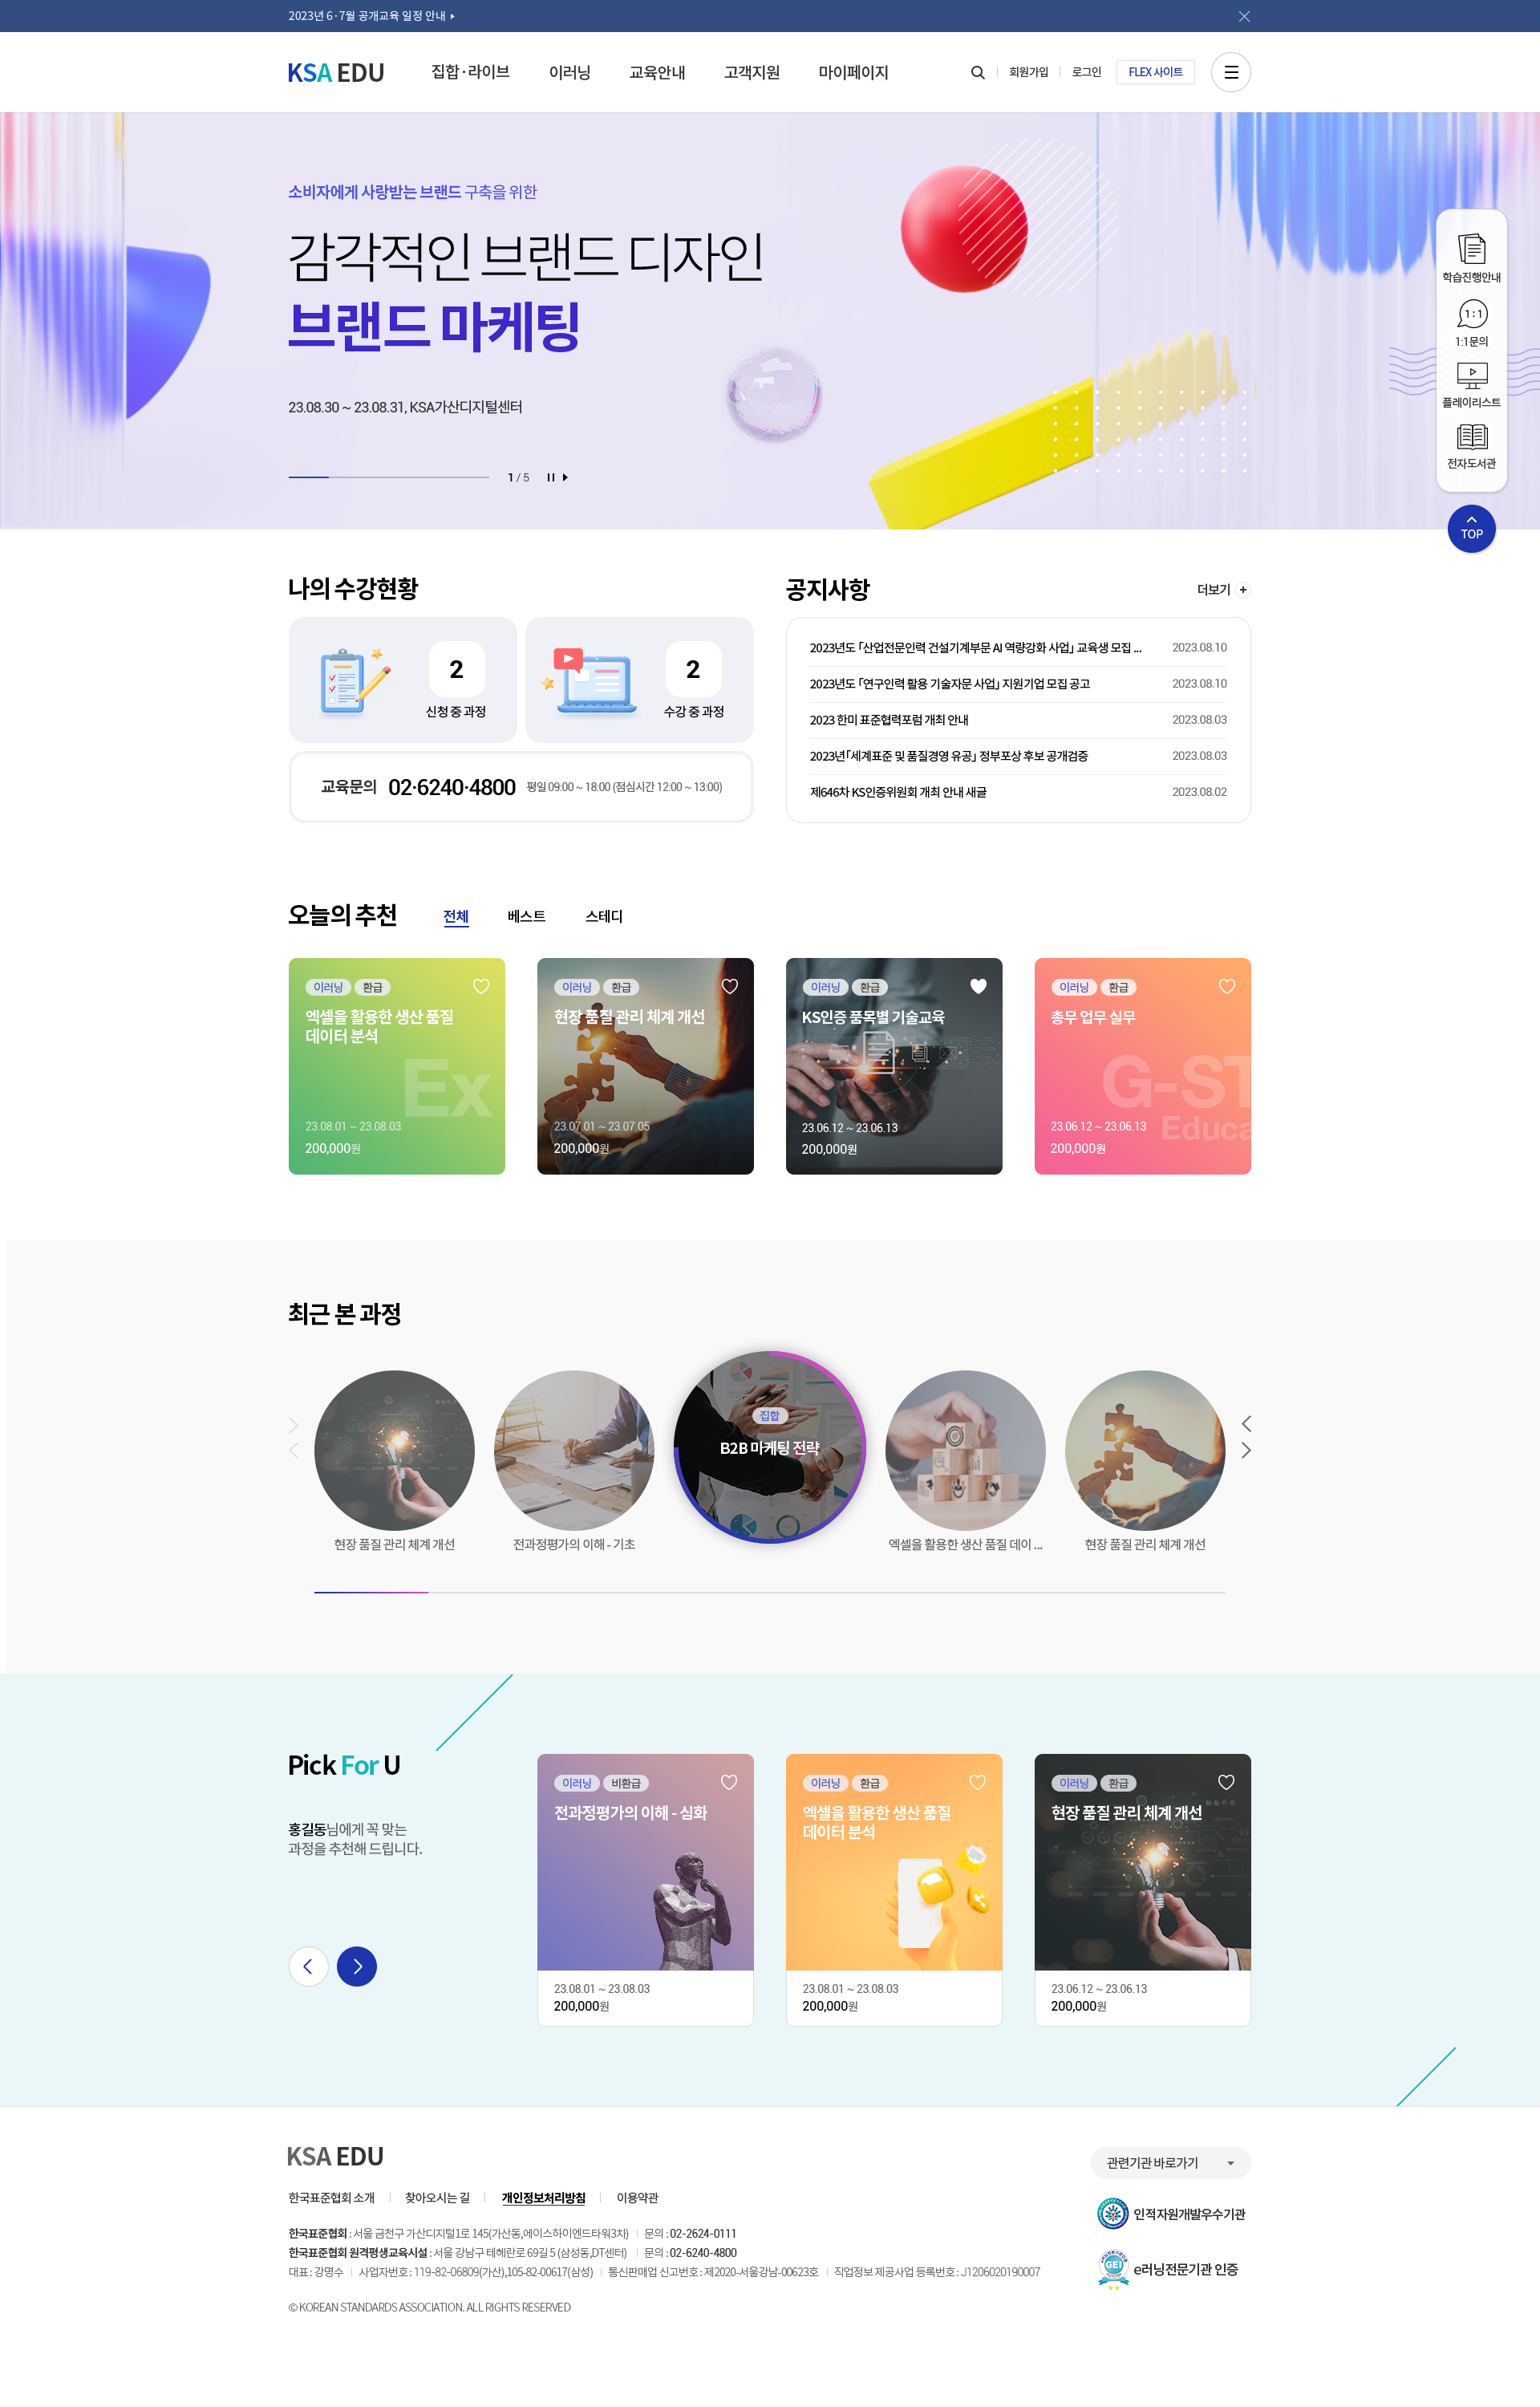 2023년 6·7월 공개교육 일정 안내
KSA EDU
집합·라이브
이러닝
교육안내
고객지원
마이페이지
회원가입
로그인
FLEX 사이트
소비자에게 사랑받는 브랜드 구축을 위한
감각적인 브랜드 디자인
브랜드 마케팅
23.08.30 ~ 23.08.31, KSA가산디지털센터
1 / 5
학습진행안내
1 : 1
1:1문의
플레이리스트
전자도서관
TOP
나의 수강현황
2
신청 중 과정
2
수강 중 과정
교육문의 02·6240·4800 평일 09:00 ~ 18:00 (점심시간 12:00 ~ 13:00)
공지사항
더보기
2023년도 「산업전문인력 건설기계부문 AI 역량강화 사업」 교육생 모집 ... 2023.08.10
2023년도 「연구인력 활용 기술자문 사업」 지원기업 모집 공고 2023.08.10
2023 한미 표준협력포럼 개최 안내 2023.08.03
2023년「세계표준 및 품질경영 유공」 정부포상 후보 공개검증 2023.08.03
제646차 KS인증위원회 개최 안내 새글 2023.08.02
오늘의 추천
전체
베스트
스테디
이러닝 환급
엑셀을 활용한 생산 품질
데이터 분석
Ex
23.08.01 ~ 23.08.03
200,000원
이러닝 환급
현장 품질 관리 체계 개선
23.07.01 ~ 23.07.05
200,000원
이러닝 환급
KS인증 품목별 기술교육
23.06.12 ~ 23.06.13
200,000원
이러닝 환급
총무 업무 실무
G-ST
Educa
23.06.12 ~ 23.06.13
200,000원
최근 본 과정
현장 품질 관리 체계 개선
전과정평가의 이해 - 기초
집합
B2B 마케팅 전략
엑셀을 활용한 생산 품질 데이 ...
현장 품질 관리 체계 개선
Pick For U
홍길동님에게 꼭 맞는
과정을 추천해 드립니다.
이러닝 비환급
전과정평가의 이해 - 심화
23.08.01 ~ 23.08.03
200,000원
이러닝 환급
엑셀을 활용한 생산 품질
데이터 분석
23.08.01 ~ 23.08.03
200,000원
이러닝 환급
현장 품질 관리 체계 개선
23.06.12 ~ 23.06.13
200,000원
KSA EDU
한국표준협회 소개
찾아오시는 길
개인정보처리방침
이용약관
한국표준협회 : 서울 금천구 가산디지털1로 145(가산동,에이스하이엔드타워3차) 문의 : 02-2624-0111
한국표준협회 원격평생교육시설 : 서울 강남구 테헤란로 69길 5 (삼성동,DT센터) 문의 : 02-6240-4800
대표 : 강명수 사업자번호 : 119-82-06809(가산),105-82-00617(삼성) 통신판매업 신고번호 : 제2020-서울강남-00623호 직업정보 제공사업 등록번호 : J1206020190007
© KOREAN STANDARDS ASSOCIATION. ALL RIGHTS RESERVED
관련기관 바로가기
인적자원개발우수기관
GEI
e러닝전문기관 인증